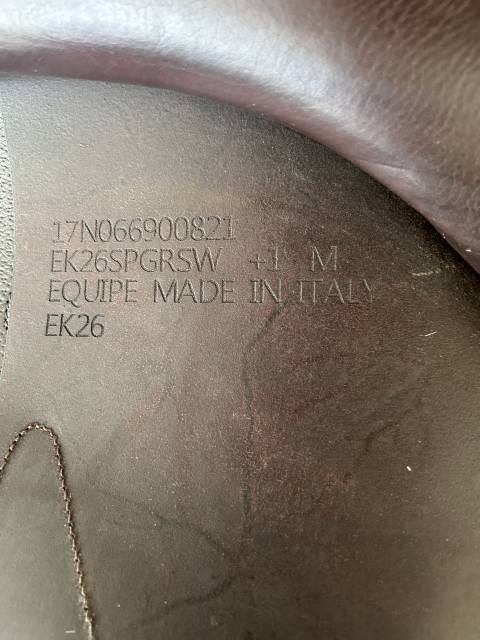 17N066900821
EK26SPGRSW +1 M
EQUIPE MADE IN ITALY
EK26